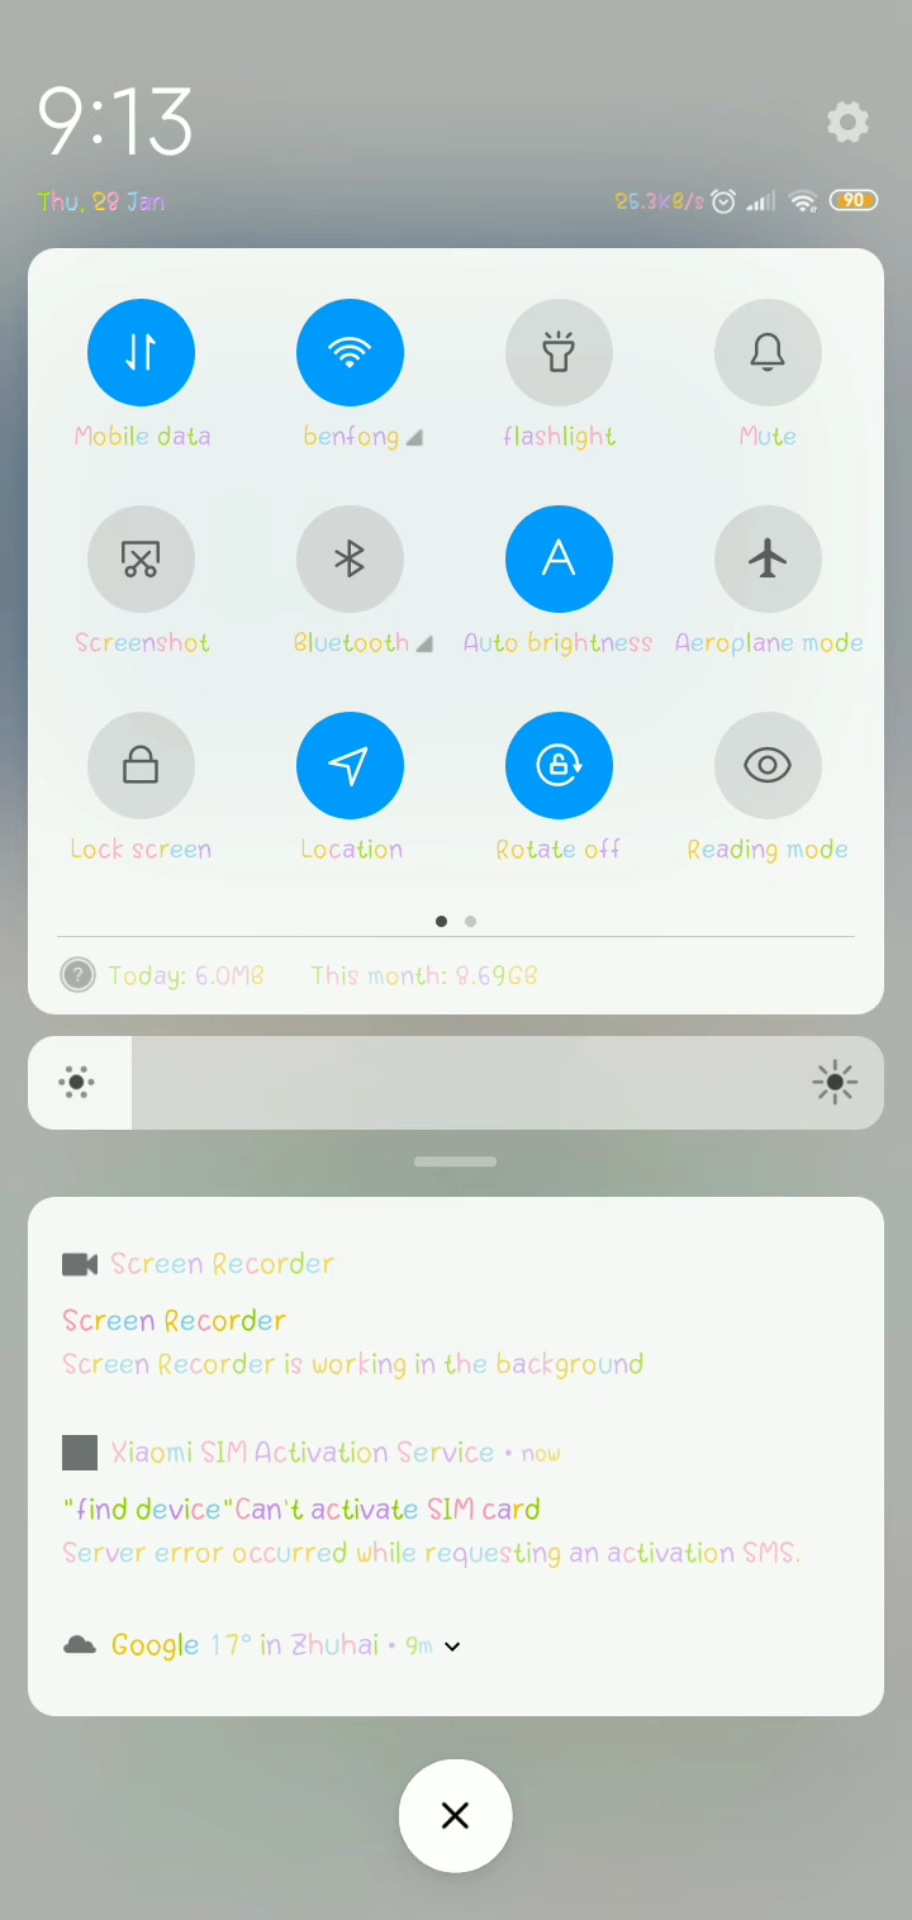 9:13
Thu, 28 Jan
25.3KB/s
90
Mobile data
benfong
flashlight
Mute
Screenshot
Bluetooth
A
Auto brightness
Aeroplane mode
Lock screen
Location
Rotate off
Reading mode
? Today: 6.0MB This month: 8.69GB
Screen Recorder
Screen Recorder
Screen Recorder is working in the background
Xiaomi SIM Activation Service • now
"find device"Can't activate SIM card
Server error occurred while requesting an activation SMS.
Google 17° in Zhuhai • 9m